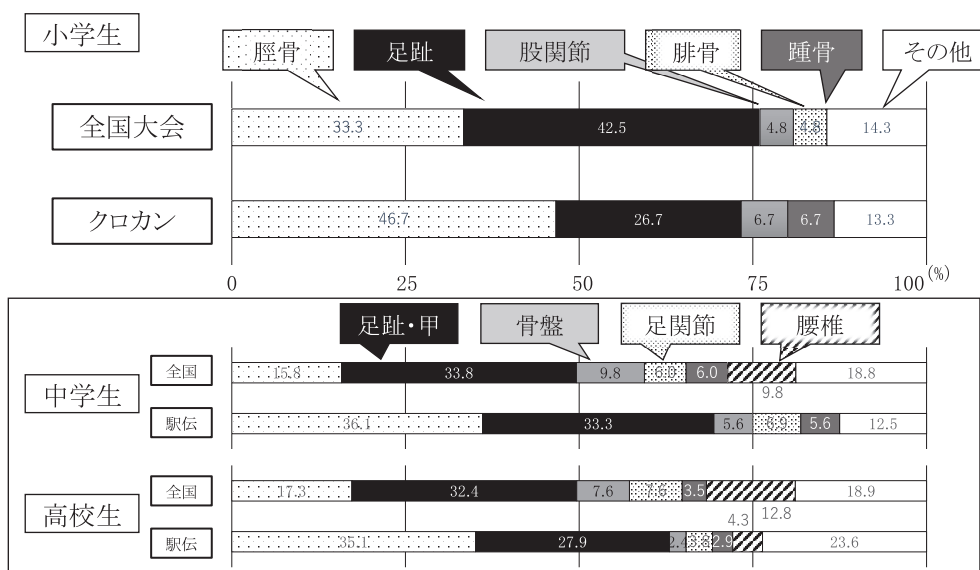 小学生
脛骨 足趾 股関節 腓骨 踵骨 その他
全国大会 33.3 42.5 4.8 4.8 14.3
クロカン 46.7 26.7 6.7 6.7 13.3
0 25 50 75 100 (%)
足趾・甲 骨盤 足関節 腰椎
中学生
全国 15.8 33.8 9.8 6.0 6.0 18.8
9.8
駅伝 36.1 33.3 5.6 6.9 5.6 12.5
高校生
全国 17.3 32.4 7.6 7.6 3.5 18.9
4.3 12.8
駅伝 35.1 27.9 2.4 2.9 23.6